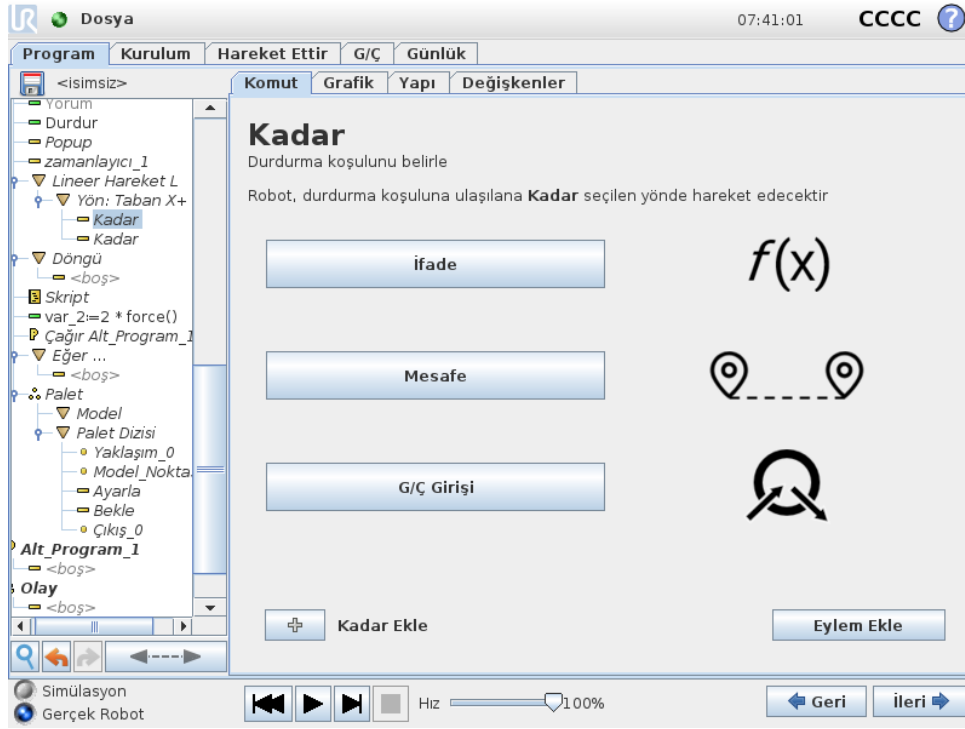 UR Dosya 07:41:01 CCCC ?
Program Kurulum Hareket Ettir G/Ç Günlük
<isimsiz> Komut Grafik Yapı Değişkenler
Yorum
Durdur
Popup
zamanlayıcı_1
Lineer Hareket L
Yön: Taban X+
Kadar
Kadar
Döngü
<boş>
Skript
var_2:=2 * force()
Çağır Alt_Program_1
Eğer ...
<boş>
Palet
Model
Palet Dizisi
Yaklaşım_0
Model_Nokta
Ayarla
Bekle
Çıkış_0
Alt_Program_1
<boş>
Olay
<boş>
Kadar
Durdurma koşulunu belirle
Robot, durdurma koşuluna ulaşılana Kadar seçilen yönde hareket edecektir
İfade f(x)
Mesafe
G/Ç Girişi
Kadar Ekle Eylem Ekle
Simülasyon
Gerçek Robot
Hız 100% Geri İleri